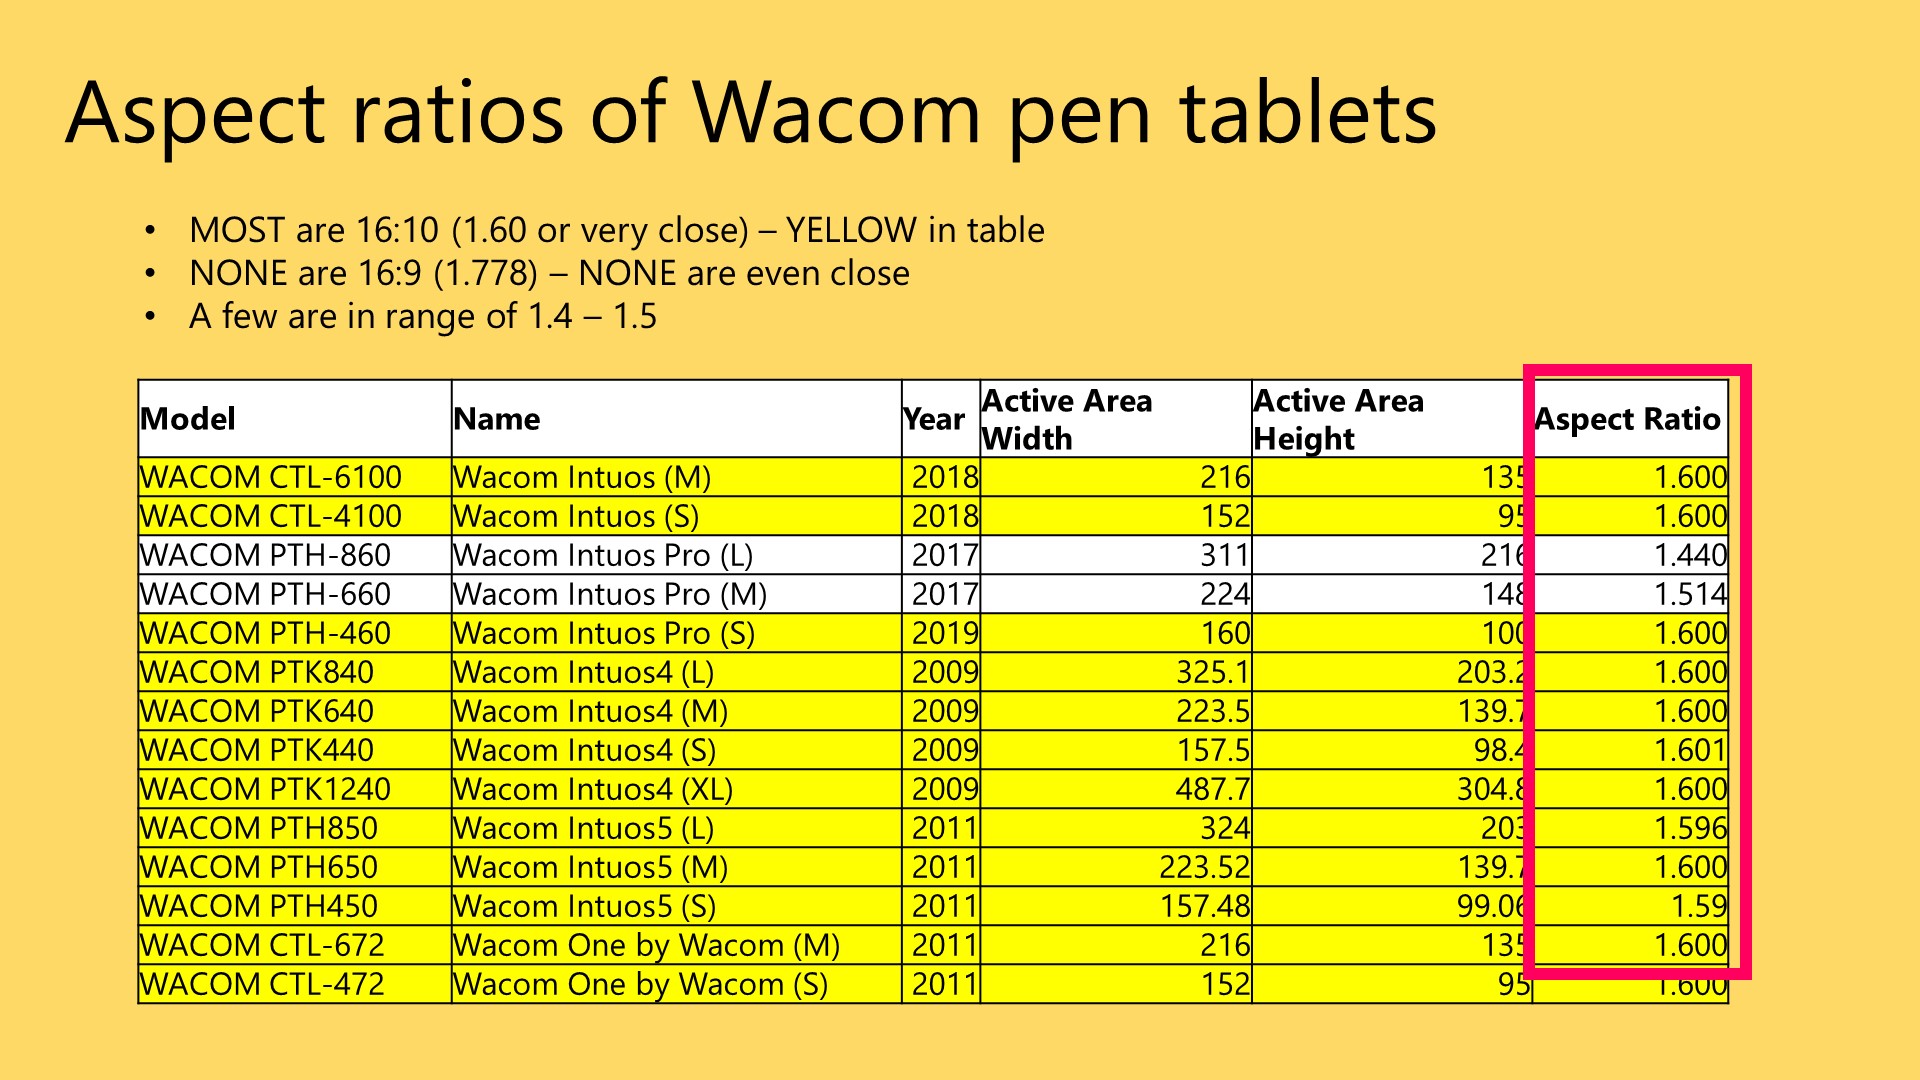 Aspect ratios of Wacom pen tablets
• MOST are 16:10 (1.60 or very close) – YELLOW in table
• NONE are 16:9 (1.778) – NONE are even close
• A few are in range of 1.4 – 1.5
Model Name Year Active Area Width Active Area Height Aspect Ratio
WACOM CTL-6100 Wacom Intuos (M) 2018 216 135 1.600
WACOM CTL-4100 Wacom Intuos (S) 2018 152 95 1.600
WACOM PTH-860 Wacom Intuos Pro (L) 2017 311 216 1.440
WACOM PTH-660 Wacom Intuos Pro (M) 2017 224 148 1.514
WACOM PTH-460 Wacom Intuos Pro (S) 2019 160 100 1.600
WACOM PTK840 Wacom Intuos4 (L) 2009 325.1 203.2 1.600
WACOM PTK640 Wacom Intuos4 (M) 2009 223.5 139.7 1.600
WACOM PTK440 Wacom Intuos4 (S) 2009 157.5 98.4 1.601
WACOM PTK1240 Wacom Intuos4 (XL) 2009 487.7 304.8 1.600
WACOM PTH850 Wacom Intuos5 (L) 2011 324 203 1.596
WACOM PTH650 Wacom Intuos5 (M) 2011 223.52 139.7 1.600
WACOM PTH450 Wacom Intuos5 (S) 2011 157.48 99.06 1.59
WACOM CTL-672 Wacom One by Wacom (M) 2011 216 135 1.600
WACOM CTL-472 Wacom One by Wacom (S) 2011 152 95 1.600